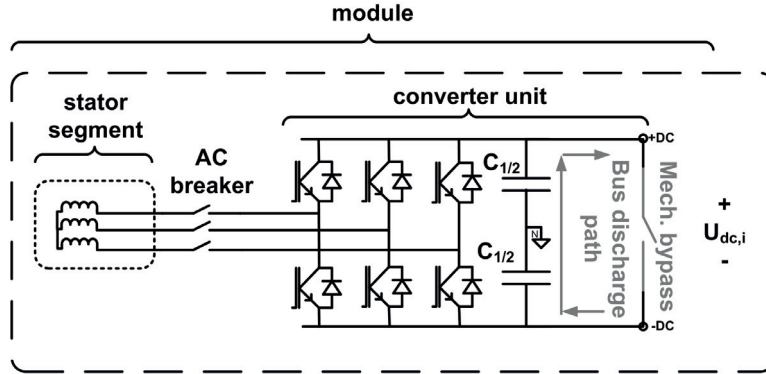 module
stator
segment
AC
breaker
converter unit
+DC
C1/2
N
C1/2
-DC
Bus discharge
path
Mech. bypass
+
Udc,i
-